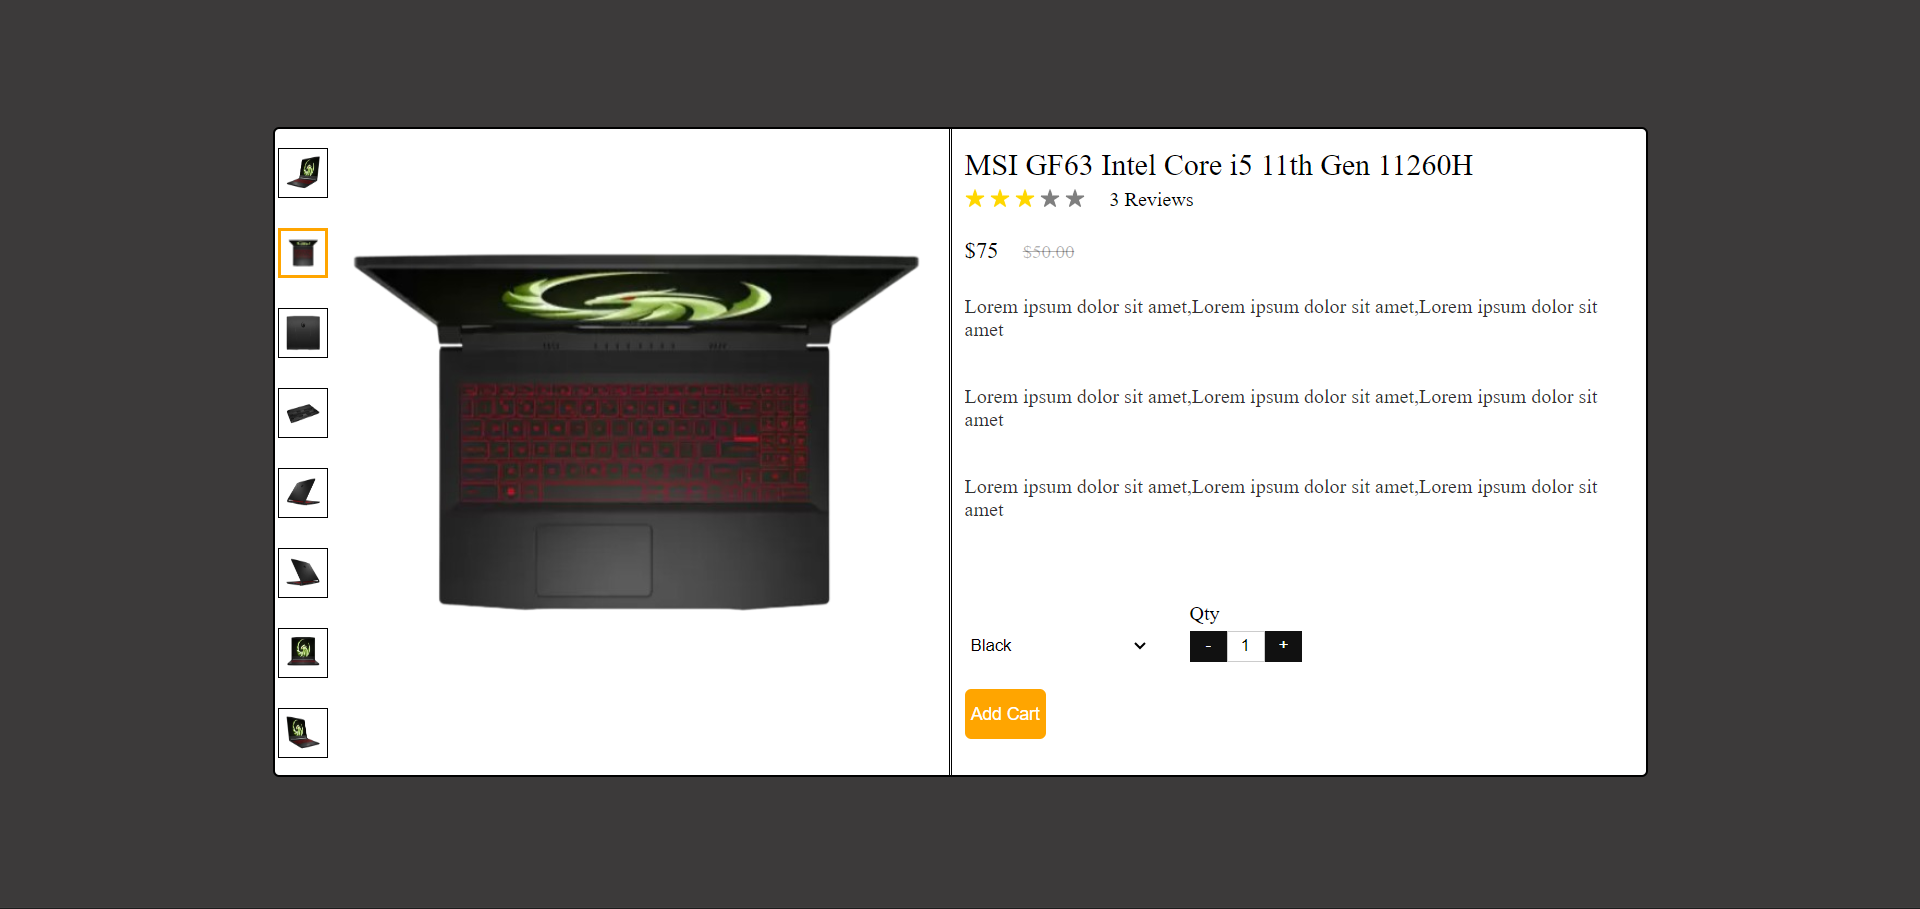 MSI GF63 Intel Core i5 11th Gen 11260H
★★★★★ 3 Reviews
$75 $50.00
Lorem ipsum dolor sit amet,Lorem ipsum dolor sit amet,Lorem ipsum dolor sit
amet
Lorem ipsum dolor sit amet,Lorem ipsum dolor sit amet,Lorem ipsum dolor sit
amet
Lorem ipsum dolor sit amet,Lorem ipsum dolor sit amet,Lorem ipsum dolor sit
amet
Qty
Black - 1 +
Add Cart